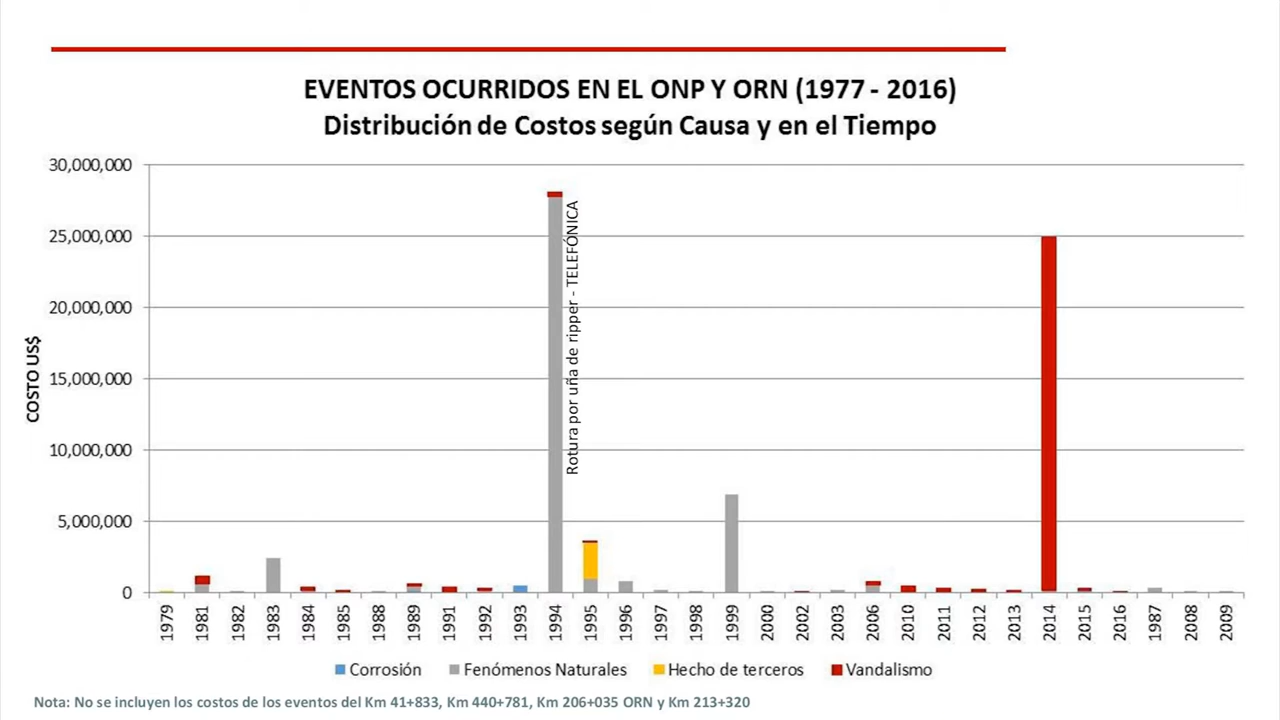 EVENTOS OCURRIDOS EN EL ONP Y ORN (1977 - 2016)
Distribución de Costos según Causa y en el Tiempo
COSTO US$
30,000,000
25,000,000
20,000,000
15,000,000
10,000,000
5,000,000
0
Rotura por uña de ripper - TELEFÓNICA
1979 1981 1982 1983 1984 1985 1988 1989 1991 1992 1993 1994 1995 1996 1997 1998 1999 2000 2002 2003 2006 2010 2011 2012 2013 2014 2015 2016 1987 2008 2009
Corrosión Fenómenos Naturales Hecho de terceros Vandalismo
Nota: No se incluyen los costos de los eventos del Km 41+833, Km 440+781, Km 206+035 ORN y Km 213+320